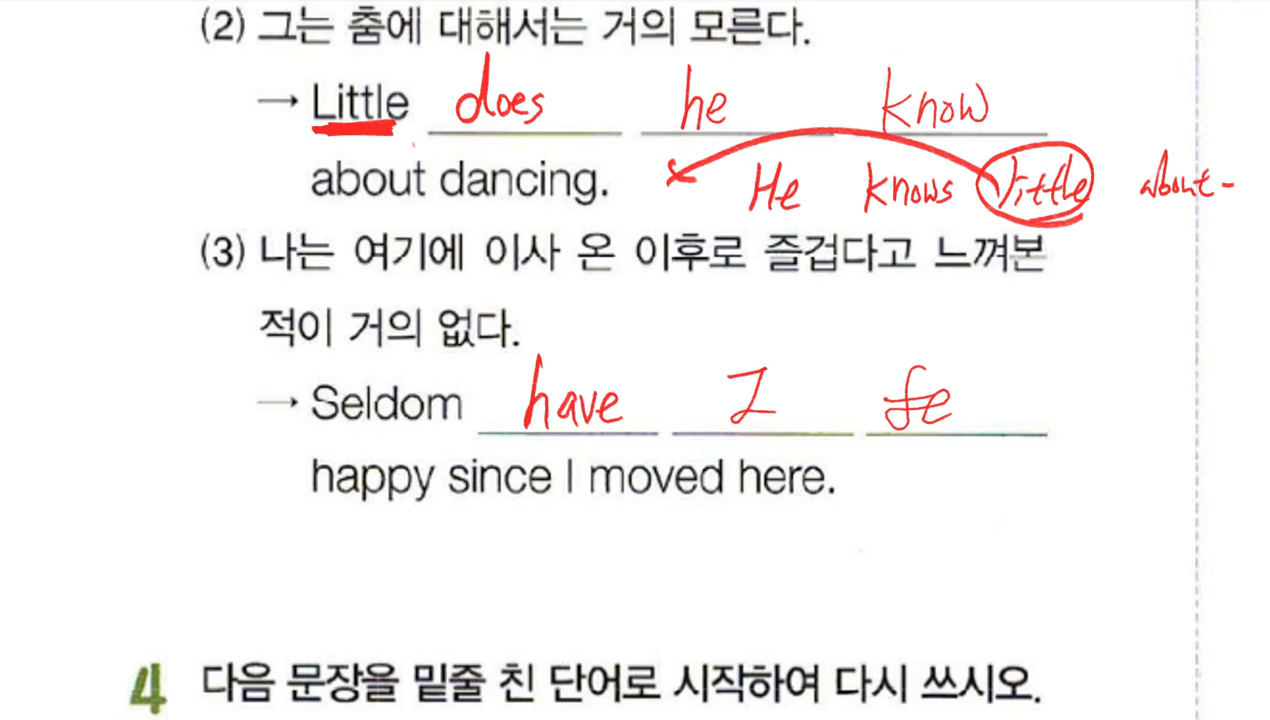 (2) 그는 춤에 대해서는 거의 모른다.
→ Little does he know
about dancing. He knows little about-
(3) 나는 여기에 이사 온 이후로 즐겁다고 느껴본
적이 거의 없다.
→ Seldom have I fe
happy since I moved here.
4 다음 문장을 밑줄 친 단어로 시작하여 다시 쓰시오.